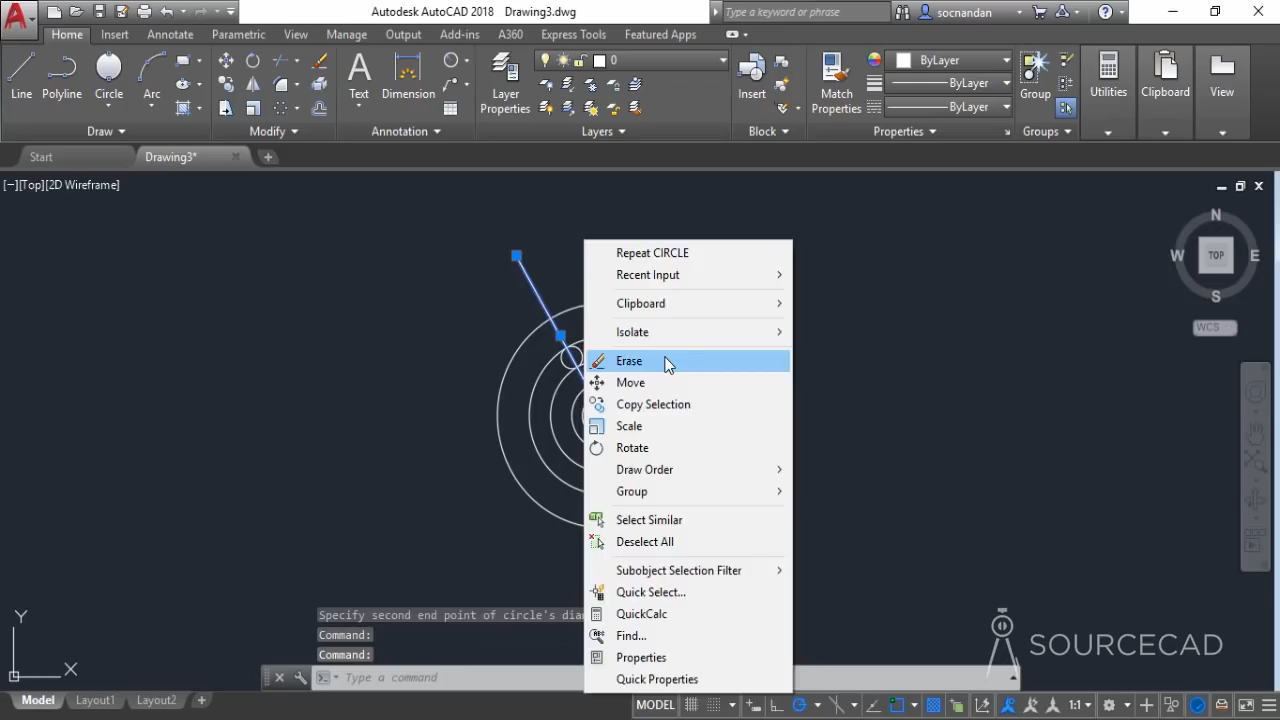 Autodesk AutoCAD 2018 Drawing3.dwg
Type a keyword or phrase
socnandan
Home Insert Annotate Parametric View Manage Output Add-ins A360 Express Tools Featured Apps
0
ByLayer
ByLayer
ByLayer
Line Polyline Circle Arc
Text Dimension
Layer Properties
Insert
Match Properties
Group Utilities Clipboard View
Draw Modify Annotation Layers Block Properties Groups
Start Drawing3*
[−][Top][2D Wireframe]
N
W TOP E
S
WCS
Repeat CIRCLE
Recent Input
Clipboard
Isolate
Erase
Move
Copy Selection
Scale
Rotate
Draw Order
Group
Select Similar
Deselect All
Subobject Selection Filter
Quick Select...
QuickCalc
Find...
Properties
Quick Properties
Specify second end point of circle's
Command:
Command:
Type a command
Y
X
SOURCECAD
Model Layout1 Layout2
MODEL
1:1